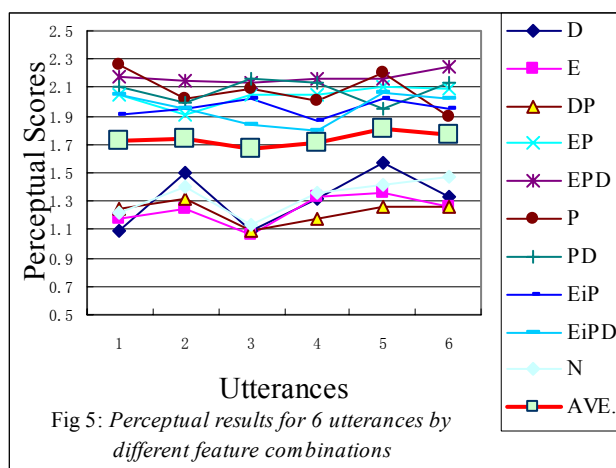 2.5
2.3
2.1
1.9
1.7
1.5
1.3
1.1
0.9
0.7
0.5
Perceptual Scores
1 2 3 4 5 6
Utterances
D
E
DP
EP
EPD
P
PD
EiP
EiPD
N
AVE.
Fig 5: Perceptual results for 6 utterances by
different feature combinations